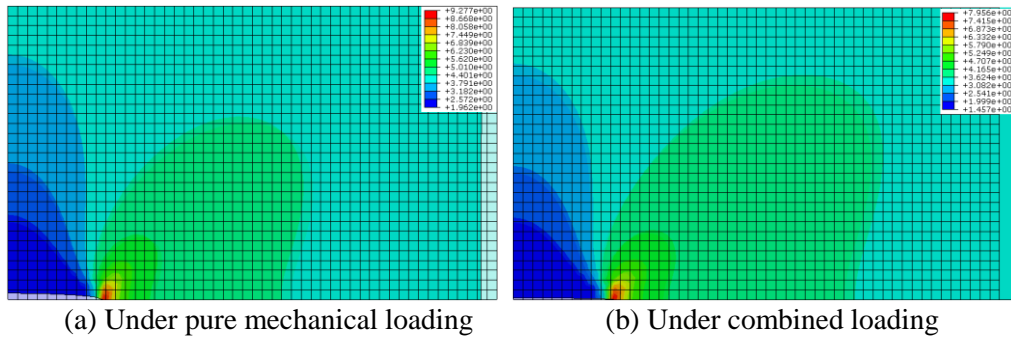 +9.277e+00
+8.668e+00
+8.058e+00
+7.449e+00
+6.839e+00
+6.230e+00
+5.620e+00
+5.010e+00
+4.401e+00
+3.791e+00
+3.182e+00
+2.572e+00
+1.962e+00
+7.956e+00
+7.415e+00
+6.873e+00
+6.332e+00
+5.790e+00
+5.249e+00
+4.707e+00
+4.165e+00
+3.624e+00
+3.082e+00
+2.541e+00
+1.999e+00
+1.457e+00
(a) Under pure mechanical loading
(b) Under combined loading